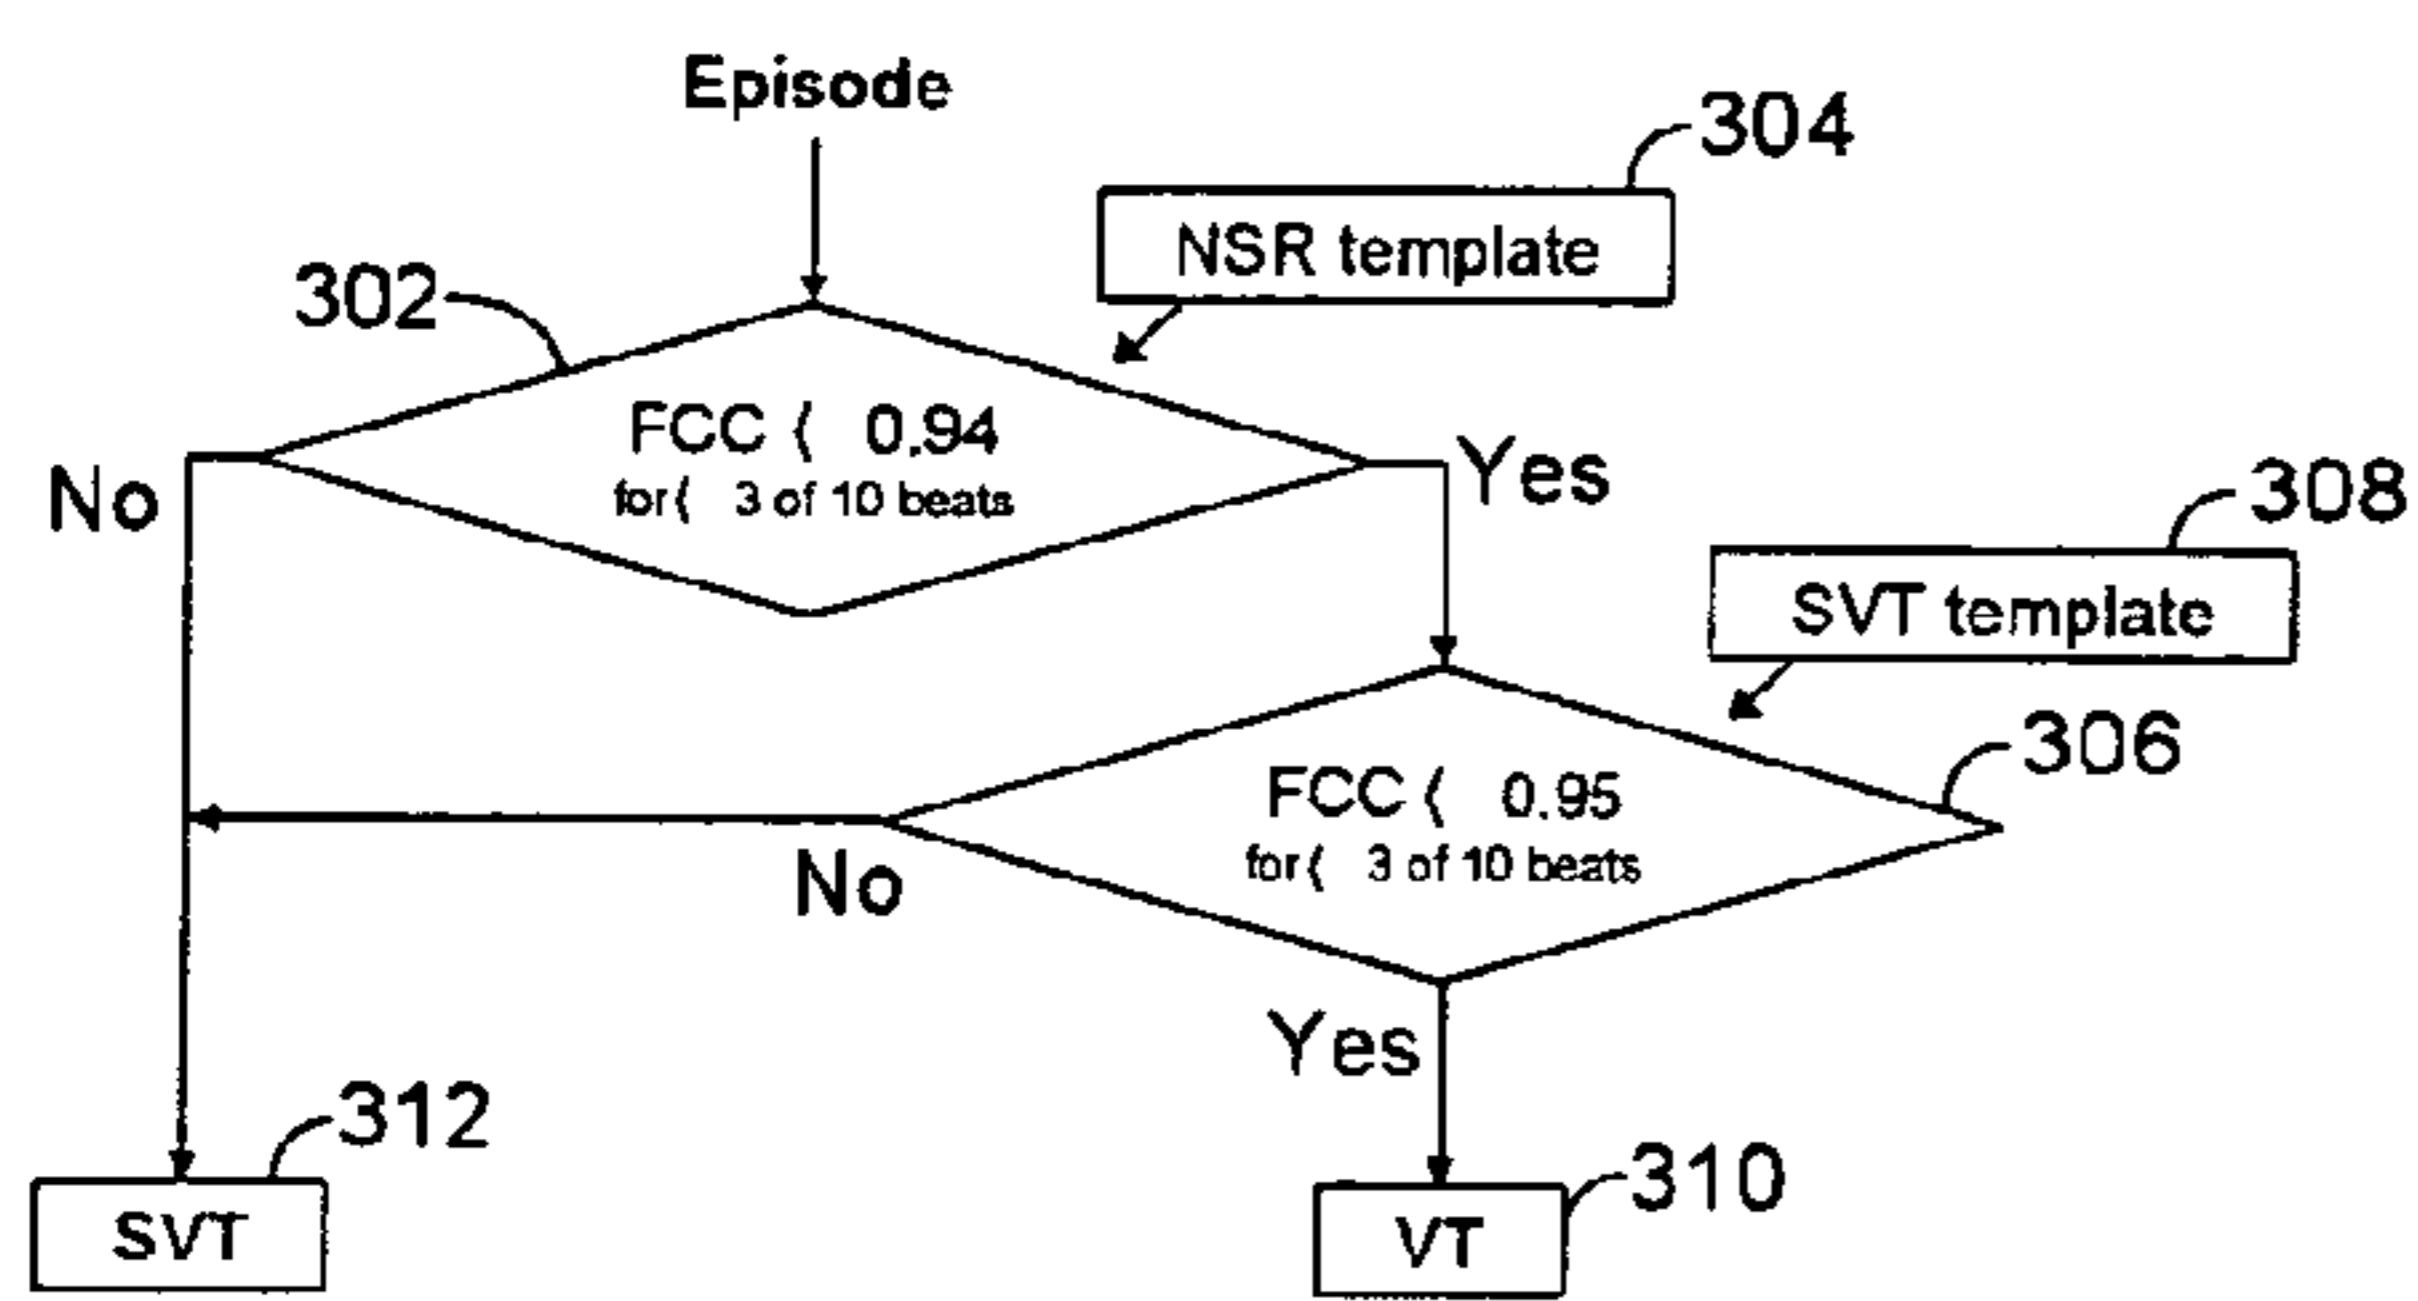 Episode
304
NSR template
302
FCC ⟨ 0.94
for ⟨ 3 of 10 beats
No
Yes
308
SVT template
306
FCC ⟨ 0.95
for ⟨ 3 of 10 beats
No
Yes
312
SVT
310
VT